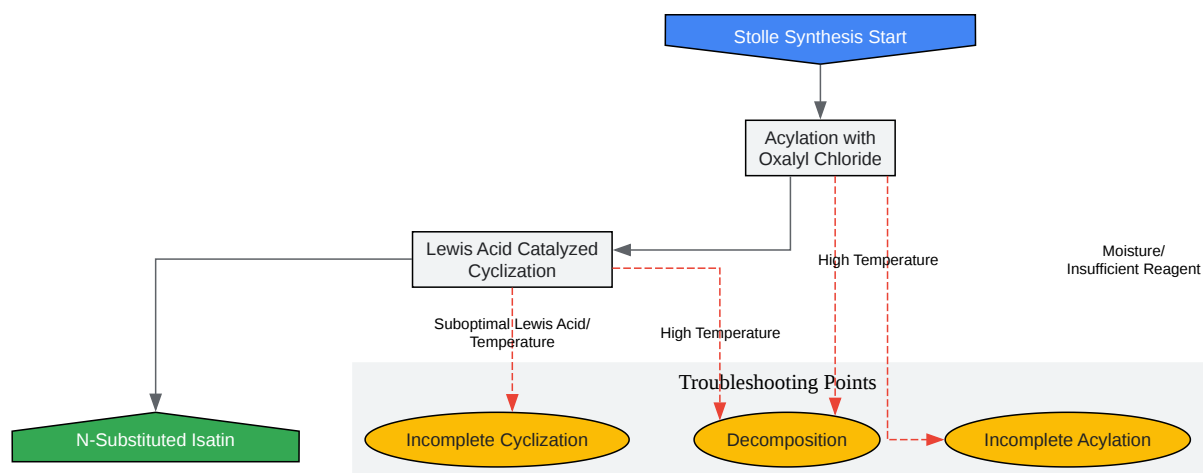 Stolle Synthesis Start
Acylation with
Oxalyl Chloride
Lewis Acid Catalyzed
Cyclization
High Temperature
Moisture/
Insufficient Reagent
Suboptimal Lewis Acid/
Temperature
High Temperature
Troubleshooting Points
N-Substituted Isatin
Incomplete Cyclization
Decomposition
Incomplete Acylation